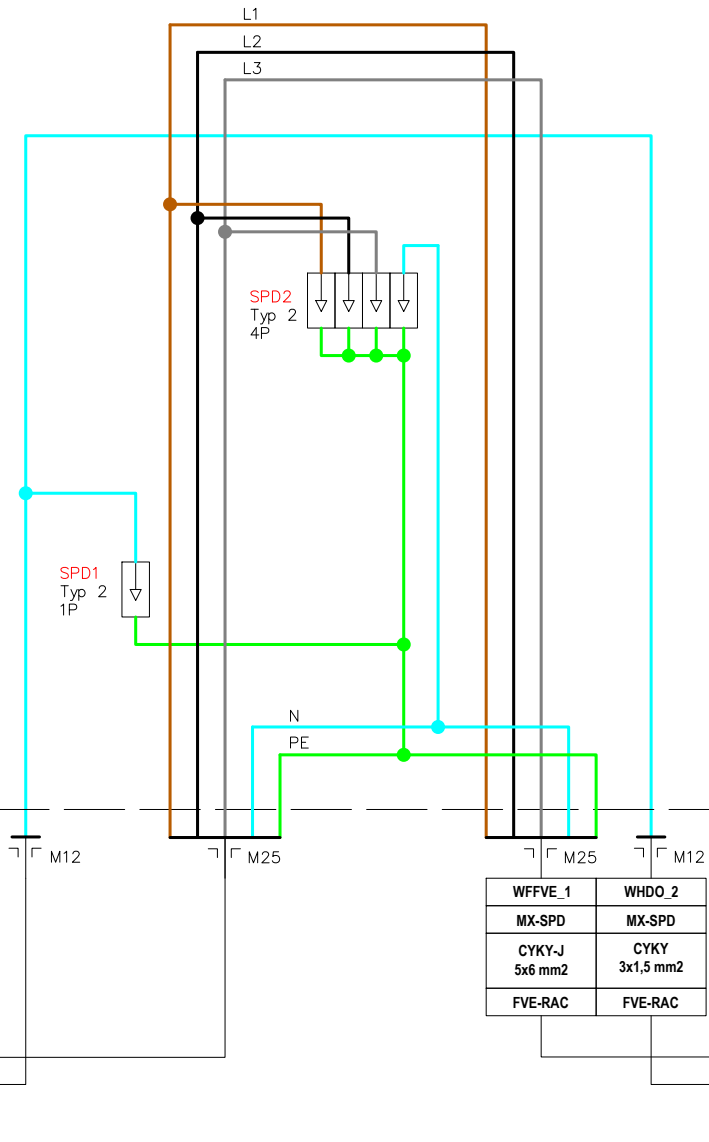 L1
L2
L3
SPD2
Typ 2
4P
SPD1
Typ 2
1P
N
PE
M12
M25
M25
M12
WFFVE_1
WHDO_2
MX-SPD
MX-SPD
CYKY-J
5x6 mm2
CYKY
3x1,5 mm2
FVE-RAC
FVE-RAC